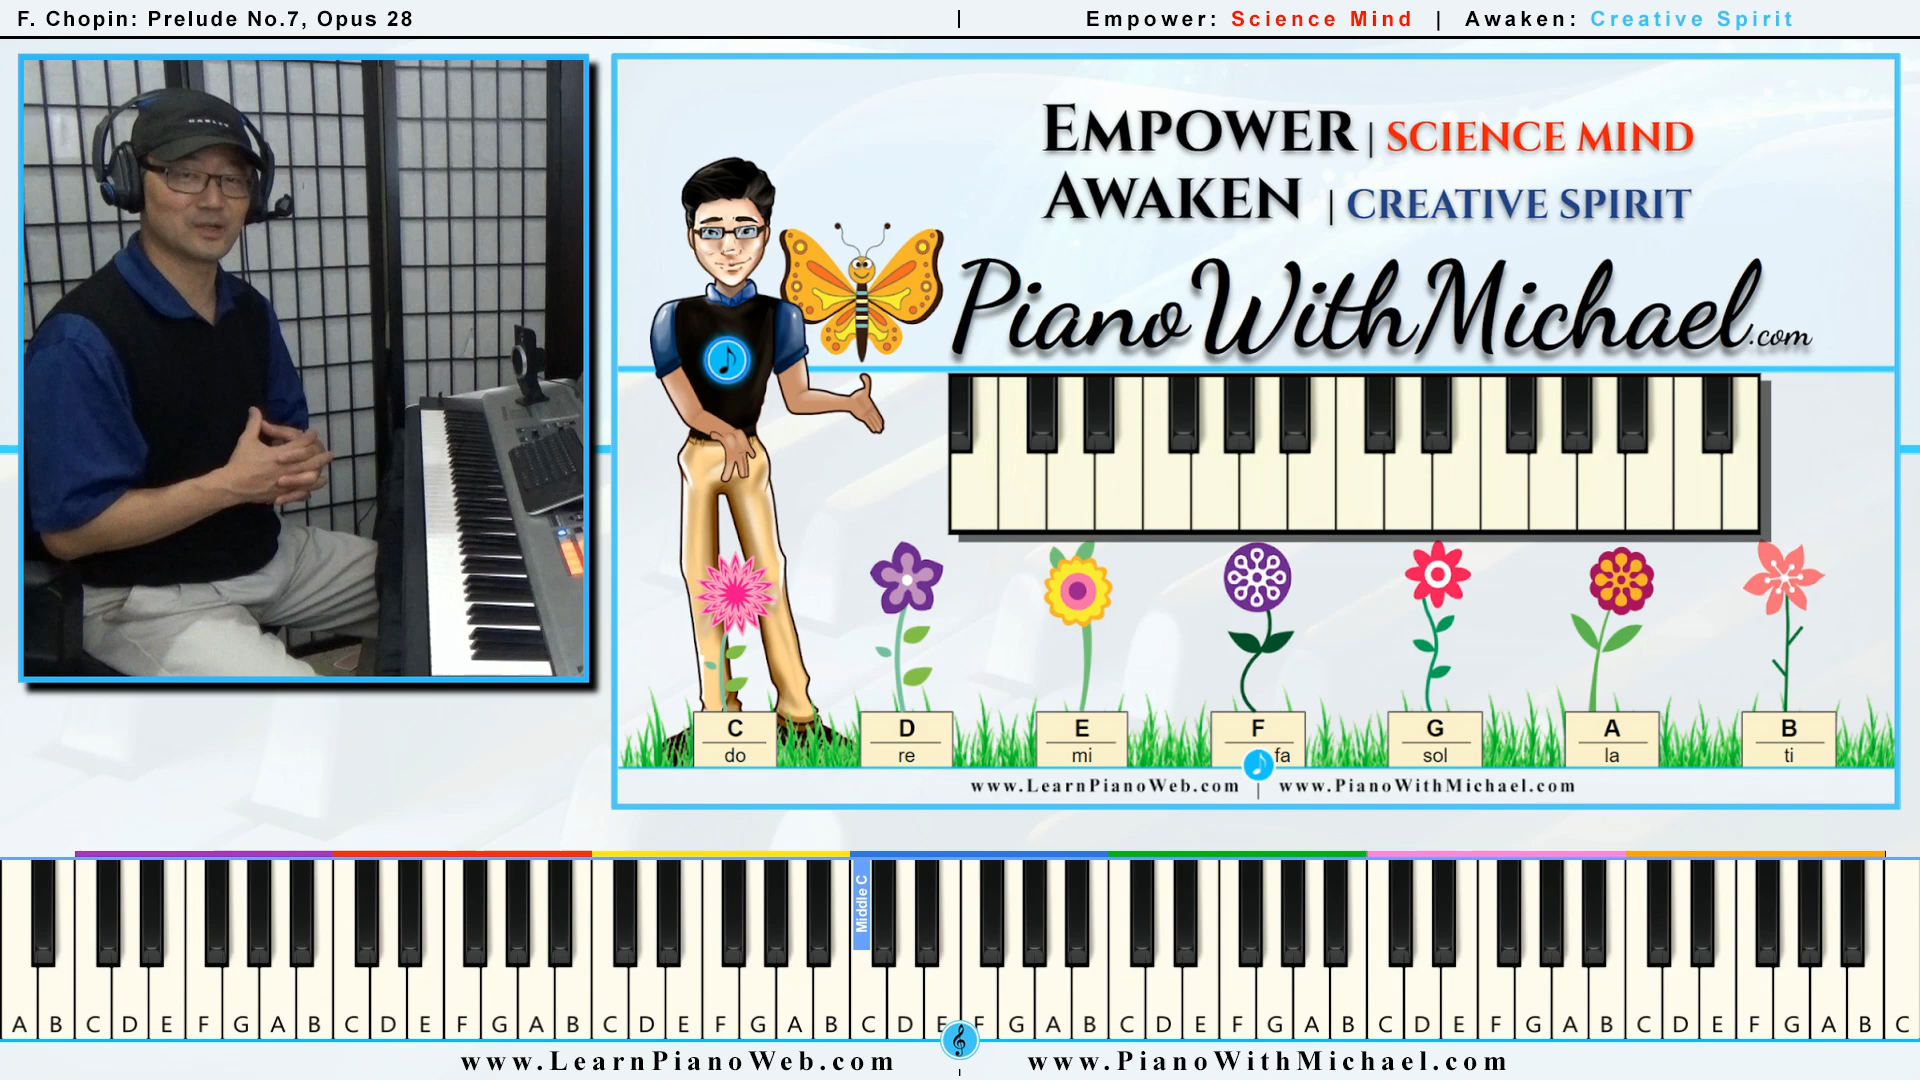 F. Chopin: Prelude No.7, Opus 28 | Empower: Science Mind | Awaken: Creative Spirit
OAKLEY
EMPOWER | SCIENCE MIND
AWAKEN | CREATIVE SPIRIT
PianoWithMichael.com
C D E F G A B
do re mi fa sol la ti
www.LearnPianoWeb.com | www.PianoWithMichael.com
Middle C
A B C D E F G A B C D E F G A B C D E F G A B C D E F G A B C D E F G A B C D E F G A B C D E F G A B C
www.LearnPianoWeb.com www.PianoWithMichael.com